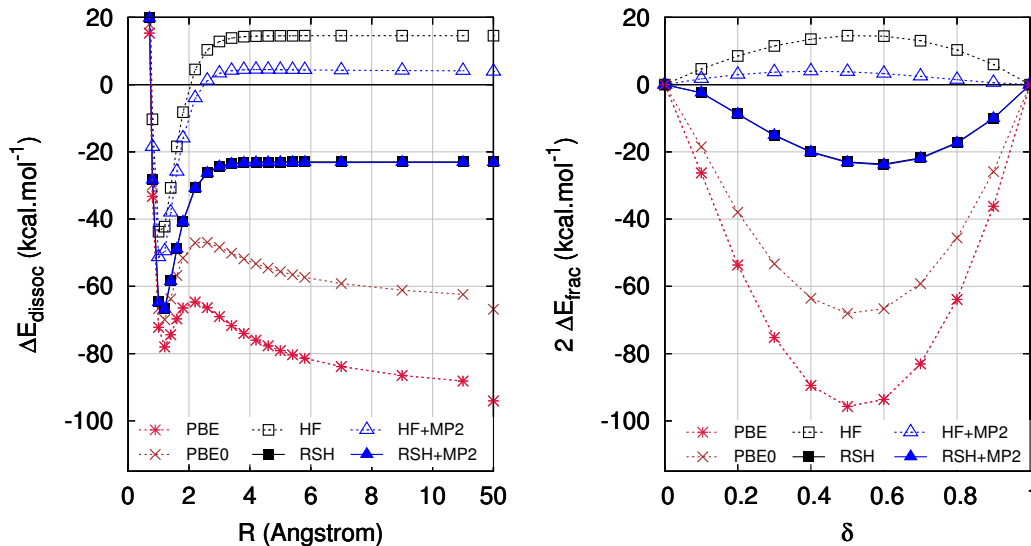 20
0
-20
-40
-60
-80
-100
ΔE_dissoc (kcal.mol⁻¹)
PBE HF HF+MP2
PBE0 RSH RSH+MP2
0 2 4 6 8 10 50
R (Angstrom)
20
0
-20
-40
-60
-80
-100
2 ΔE_frac (kcal.mol⁻¹)
PBE HF HF+MP2
PBE0 RSH RSH+MP2
0 0.2 0.4 0.6 0.8 1
δ